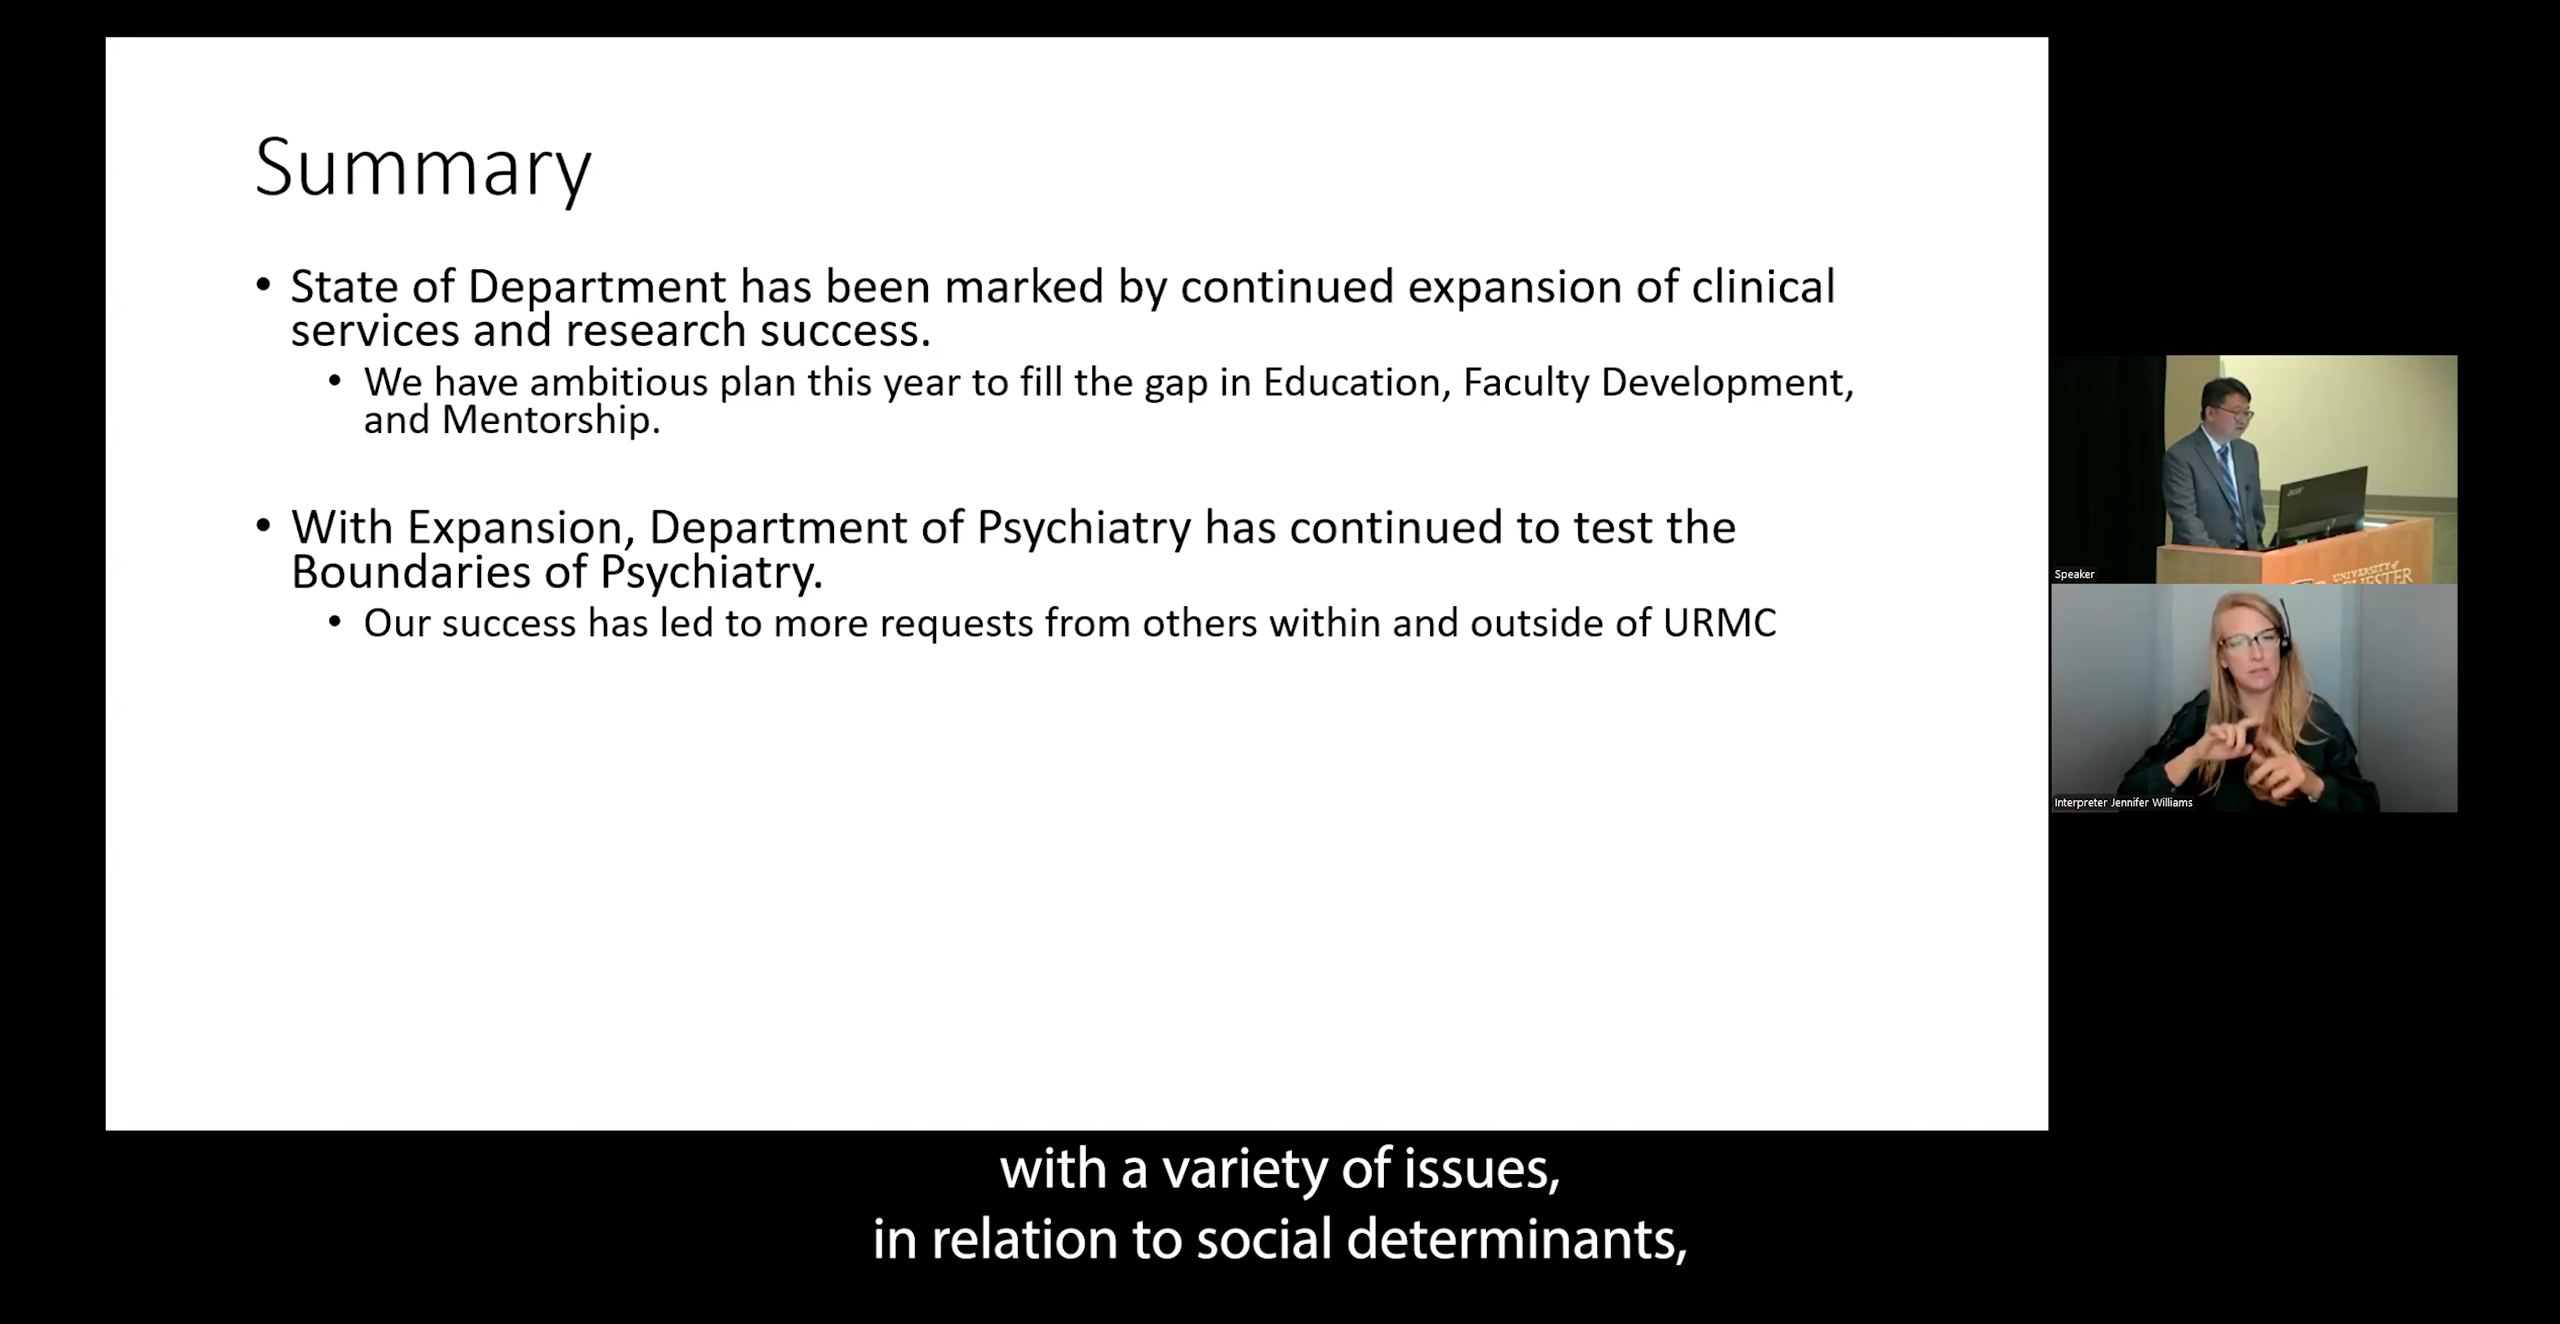 Summary
• State of Department has been marked by continued expansion of clinical
services and research success.
• We have ambitious plan this year to fill the gap in Education, Faculty Development,
and Mentorship.
• With Expansion, Department of Psychiatry has continued to test the
Boundaries of Psychiatry.
• Our success has led to more requests from others within and outside of URMC
acer
UNIVERSITY of
Speaker
Interpreter Jennifer Williams
with a variety of issues,
in relation to social determinants,